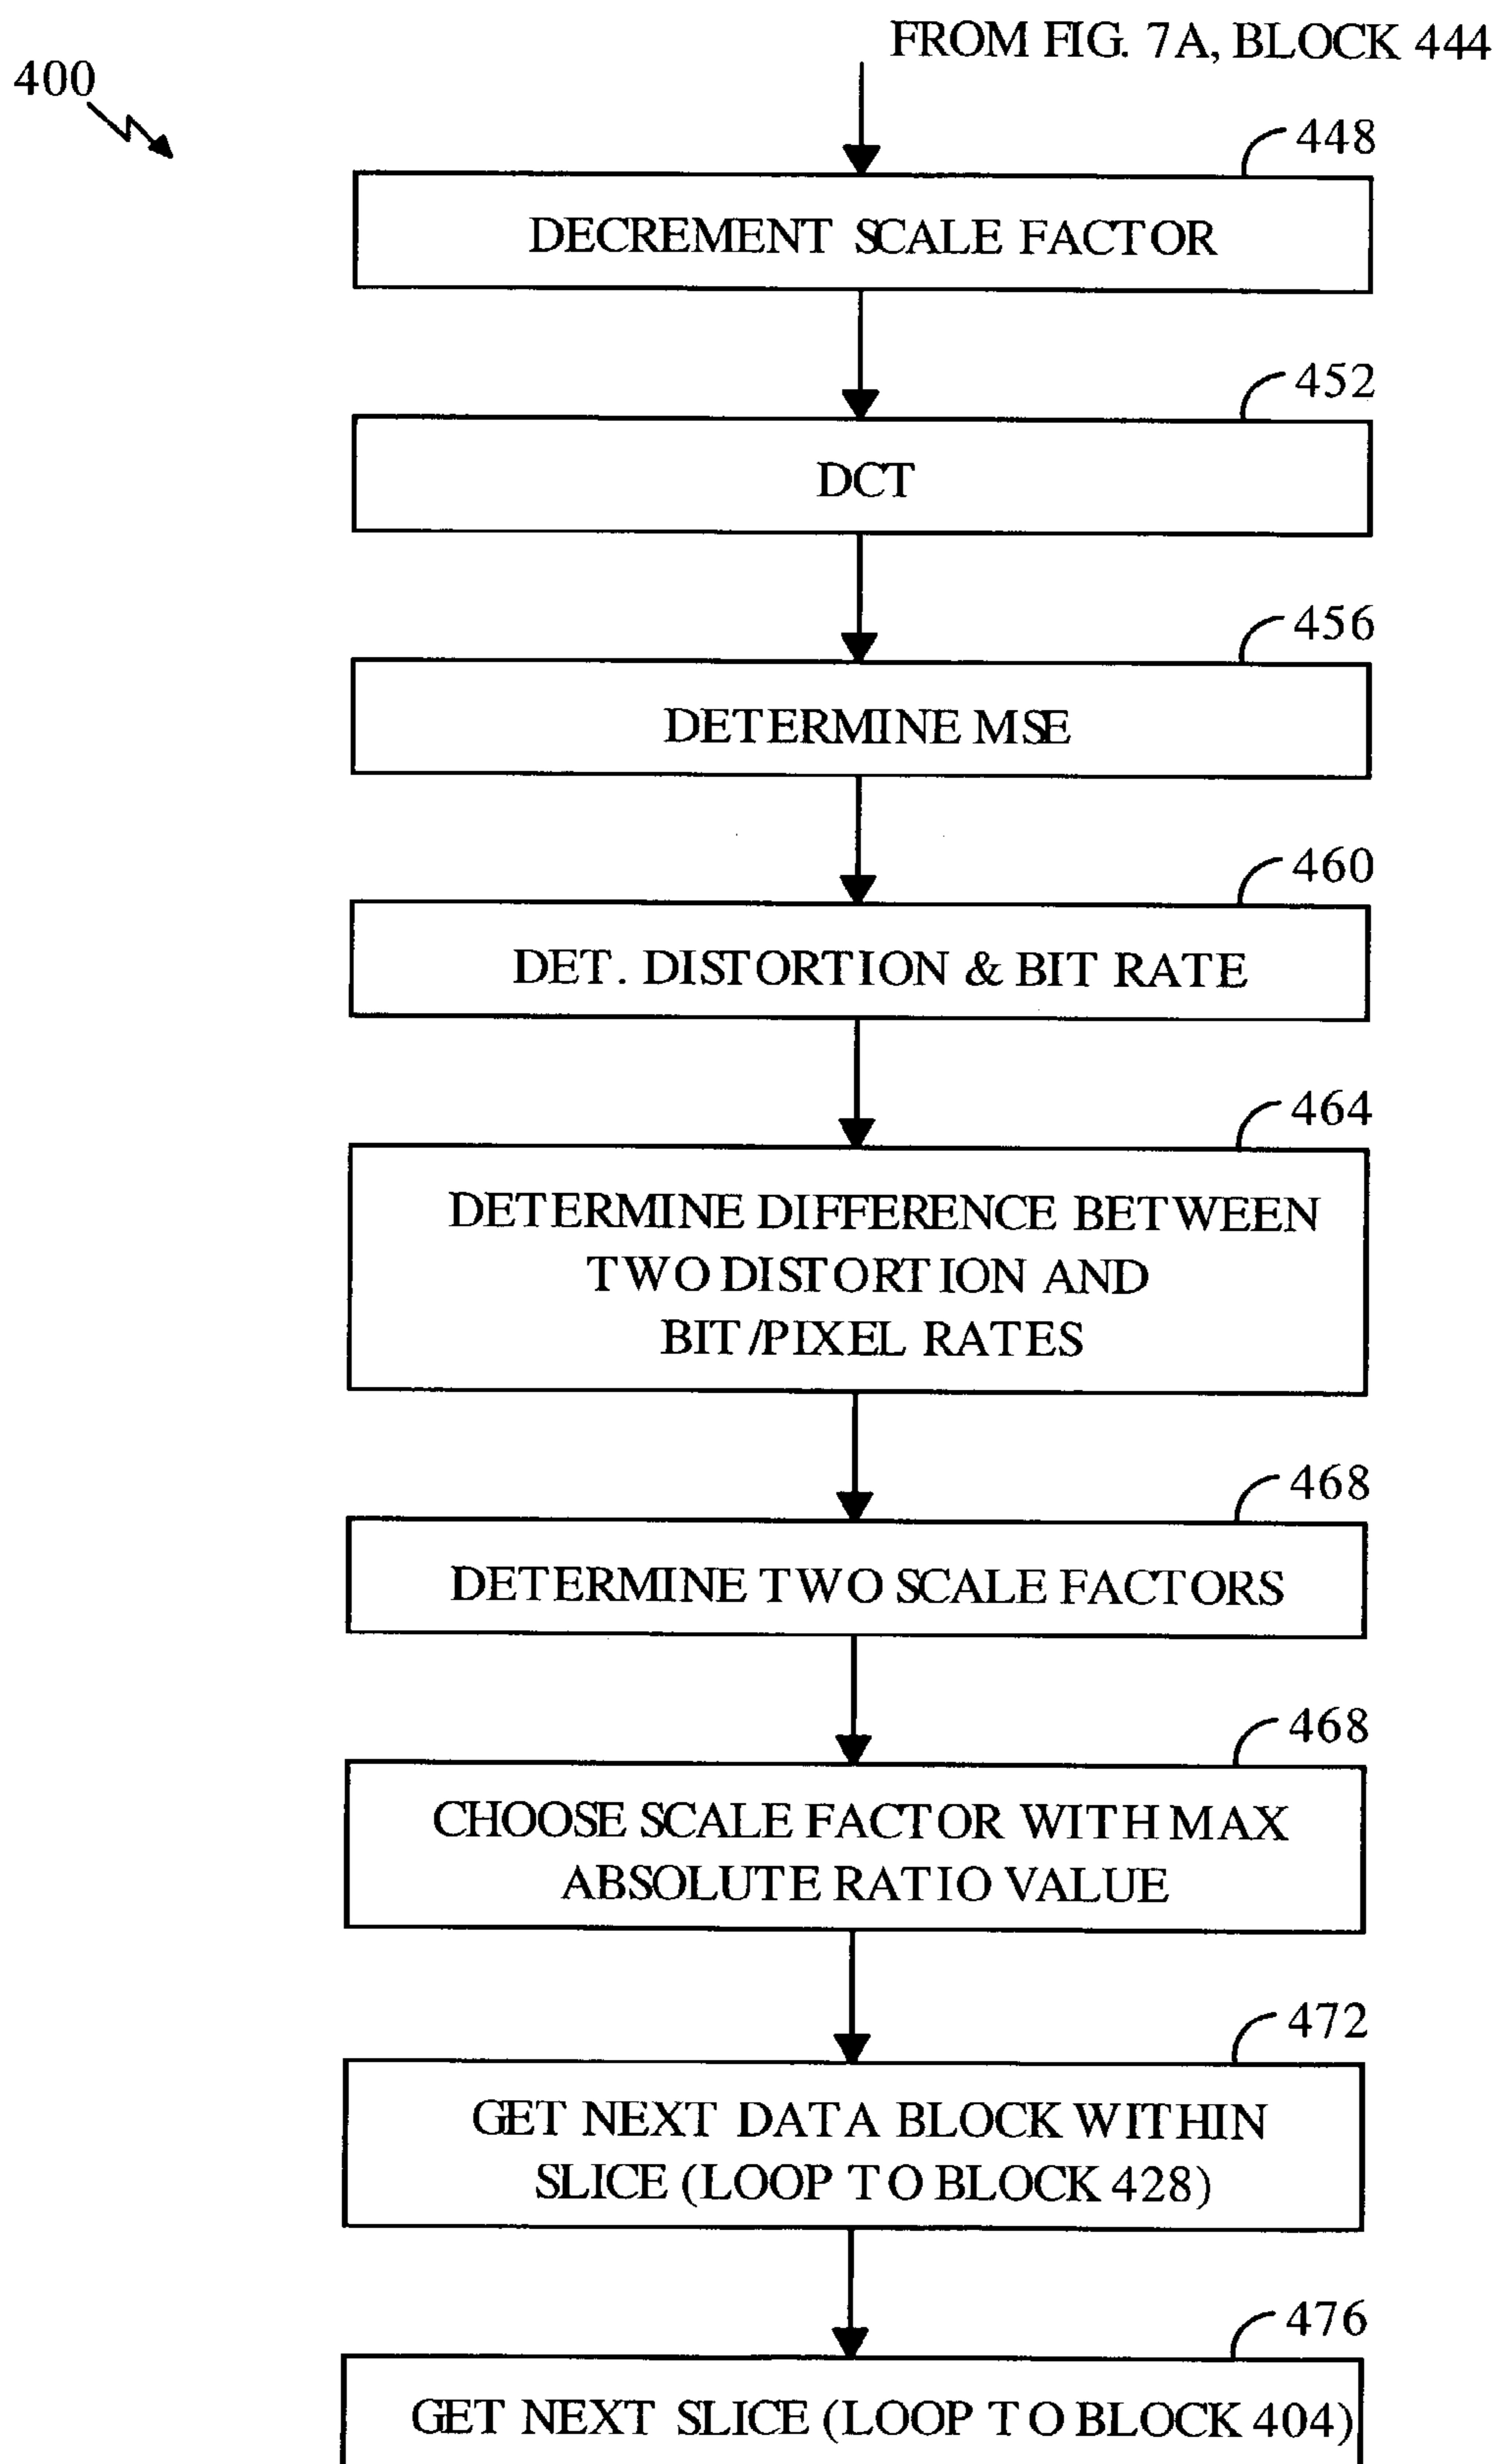 FROM FIG. 7A, BLOCK 444
400
448
DECREMENT SCALE FACTOR
452
DCT
456
DETERMINE MSE
460
DET. DISTORTION & BIT RATE
464
DETERMINE DIFFERENCE BETWEEN
TWO DISTORTION AND
BIT/PIXEL RATES
468
DETERMINE TWO SCALE FACTORS
468
CHOOSE SCALE FACTOR WITH MAX
ABSOLUTE RATIO VALUE
472
GET NEXT DATA BLOCK WITHIN
SLICE (LOOP TO BLOCK 428)
476
GET NEXT SLICE (LOOP TO BLOCK 404)